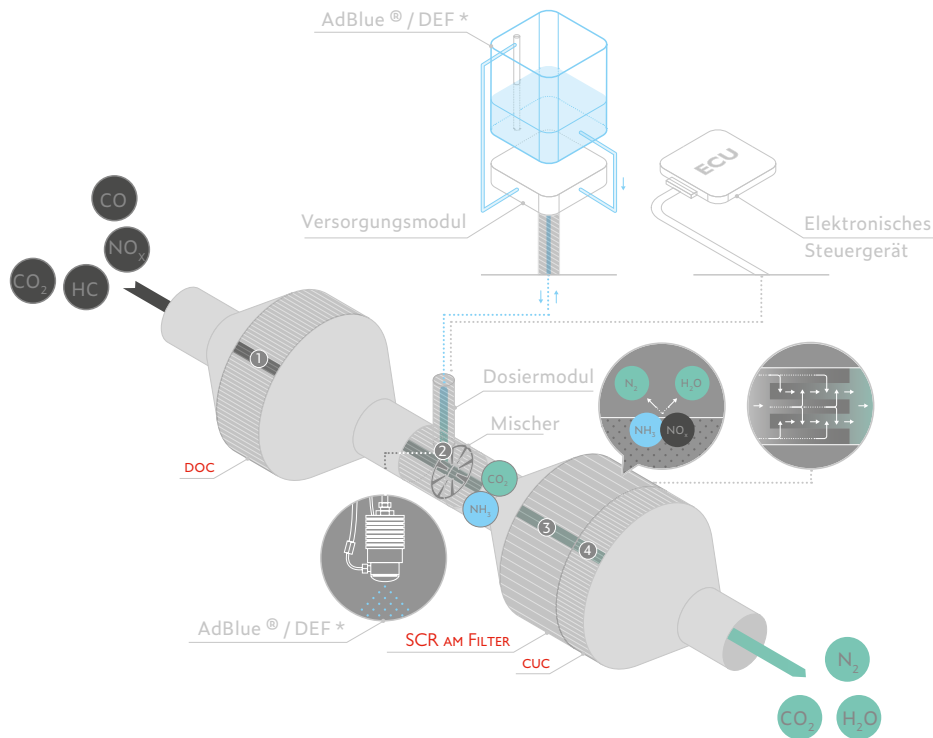 AdBlue ® / DEF *
ECU
Versorgungsmodul
Elektronisches
Steuergerät
CO
NOx
CO2
HC
1
Dosiermodul
Mischer
N2
H2O
NH3
NOx
2
DOC
CO2
NH3
3
4
AdBlue ® / DEF *
SCR AM FILTER
CUC
N2
CO2
H2O